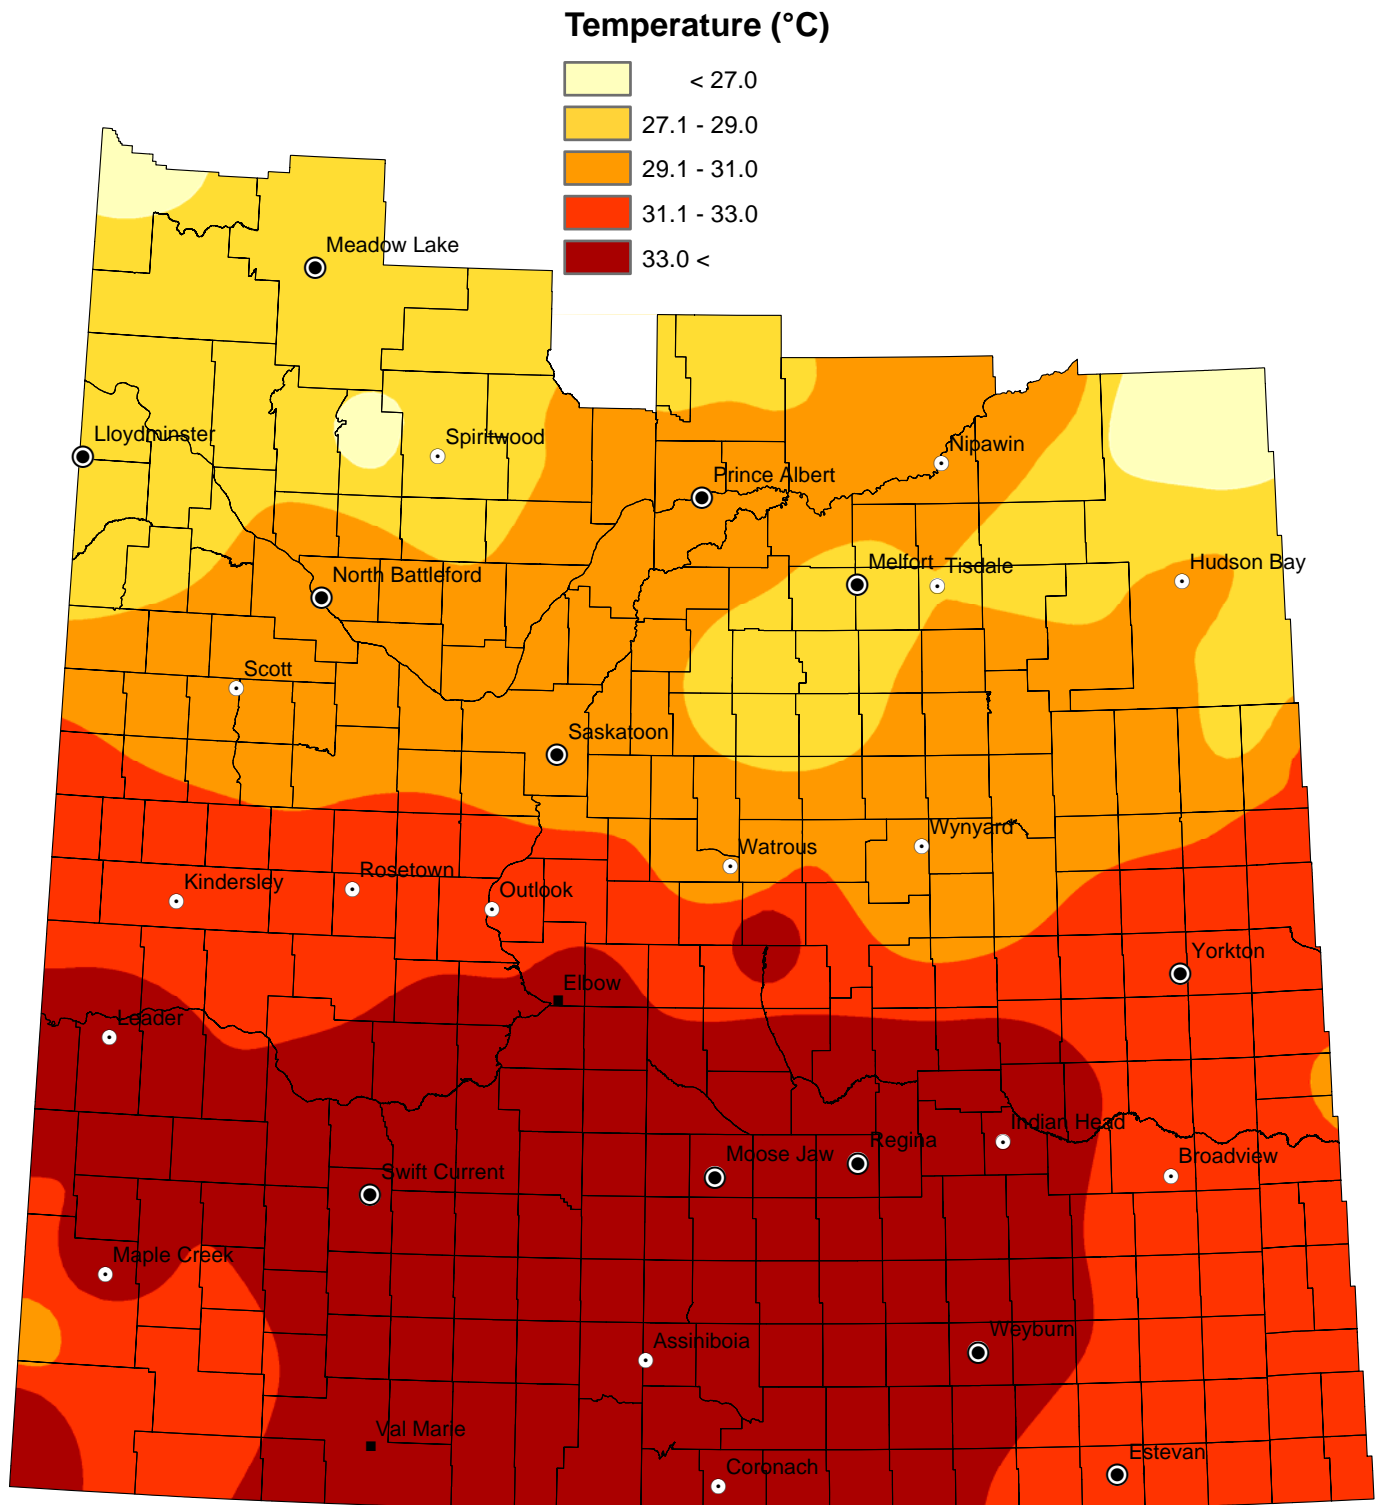 Temperature (°C)
< 27.0
27.1 - 29.0
29.1 - 31.0
31.1 - 33.0
33.0 <
Meadow Lake
Lloydminster
Spiritwood
Nipawin
Prince Albert
Melfort
Tisdale
Hudson Bay
North Battleford
Scott
Saskatoon
Watrous
Wynyard
Kindersley
Rosetown
Outlook
Yorkton
Elbow
Leader
Indian Head
Regina
Moose Jaw
Broadview
Swift Current
Maple Creek
Weyburn
Assiniboia
Val Marie
Estevan
Coronach